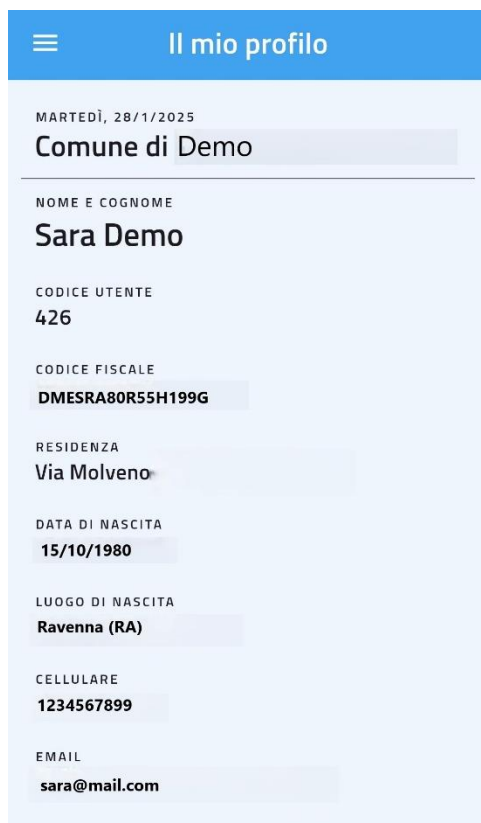 Il mio profilo
MARTEDÌ, 28/1/2025
Comune di Demo
NOME E COGNOME
Sara Demo
CODICE UTENTE
426
CODICE FISCALE
DMESRA80R55H199G
RESIDENZA
Via Molveno
DATA DI NASCITA
15/10/1980
LUOGO DI NASCITA
Ravenna (RA)
CELLULARE
1234567899
EMAIL
sara@mail.com